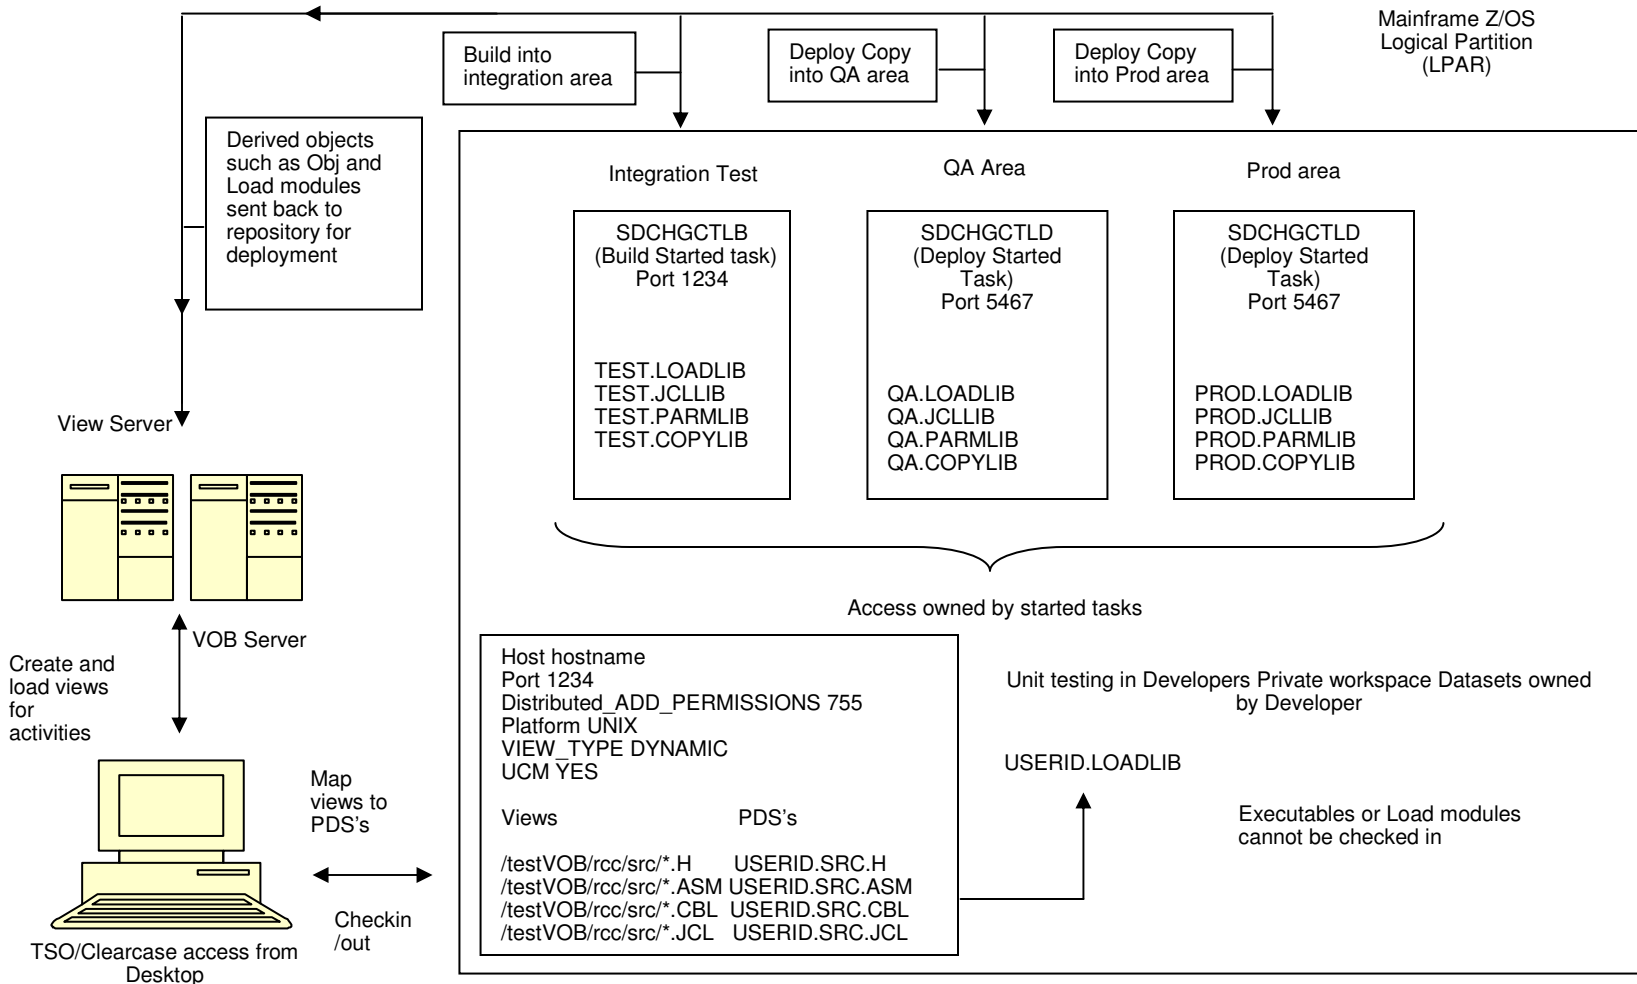 Mainframe Z/OS
Logical Partition
(LPAR)
Build into
integration area
Deploy Copy
into QA area
Deploy Copy
into Prod area
Derived objects
such as Obj and
Load modules
sent back to
repository for
deployment
Integration Test
QA Area
Prod area
SDCHGCTLB
(Build Started task)
Port 1234
TEST.LOADLIB
TEST.JCLLIB
TEST.PARMLIB
TEST.COPYLIB
SDCHGCTLD
(Deploy Started
Task)
Port 5467
QA.LOADLIB
QA.JCLLIB
QA.PARMLIB
QA.COPYLIB
SDCHGCTLD
(Deploy Started
Task)
Port 5467
PROD.LOADLIB
PROD.JCLLIB
PROD.PARMLIB
PROD.COPYLIB
View Server
VOB Server
Access owned by started tasks
Create and
load views
for
activities
Host hostname
Port 1234
Distributed_ADD_PERMISSIONS 755
Platform UNIX
VIEW_TYPE DYNAMIC
UCM YES
Views PDS's
/testVOB/rcc/src/*.H USERID.SRC.H
/testVOB/rcc/src/*.ASM USERID.SRC.ASM
/testVOB/rcc/src/*.CBL USERID.SRC.CBL
/testVOB/rcc/src/*.JCL USERID.SRC.JCL
Unit testing in Developers Private workspace Datasets owned
by Developer
USERID.LOADLIB
Executables or Load modules
cannot be checked in
Map
views to
PDS's
Checkin
/out
TSO/Clearcase access from
Desktop